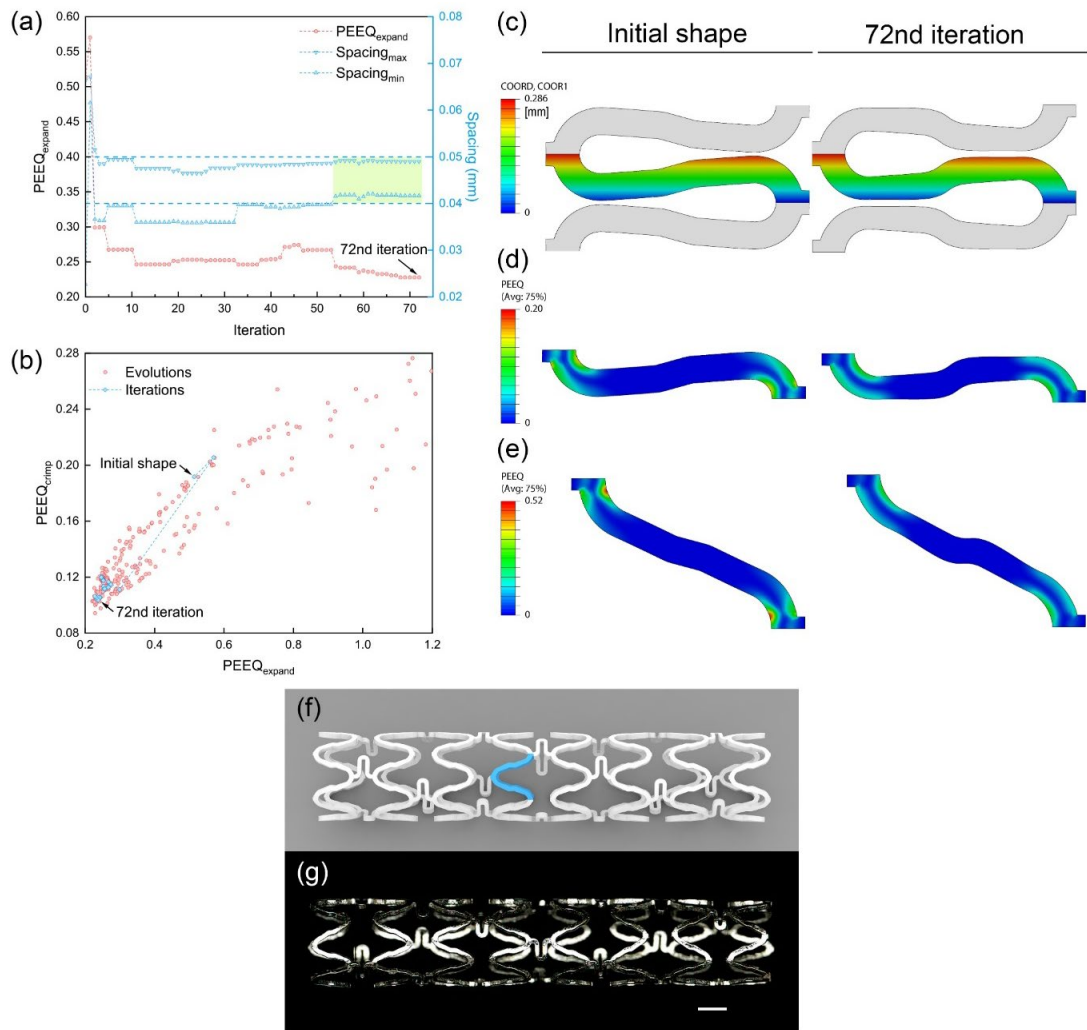 (a)
0.60
0.55
0.50
0.45
0.40
0.35
0.30
0.25
0.20
PEEQexpand
PEEQexpand
Spacingmax
Spacingmin
0.08
0.07
0.06
0.05
0.04
0.03
0.02
Spacing (mm)
72nd iteration
0 10 20 30 40 50 60 70
Iteration
(b)
0.28
0.24
0.20
0.16
0.12
0.08
PEEQcrimp
Evolutions
Iterations
Initial shape
72nd iteration
0.2 0.4 0.6 0.8 1.0 1.2
PEEQexpand
(c)
Initial shape
72nd iteration
COORD, COOR1
0.286
[mm]
0
(d)
PEEQ
(Avg: 75%)
0.20
0
(e)
PEEQ
(Avg: 75%)
0.52
0
(f)
(g)